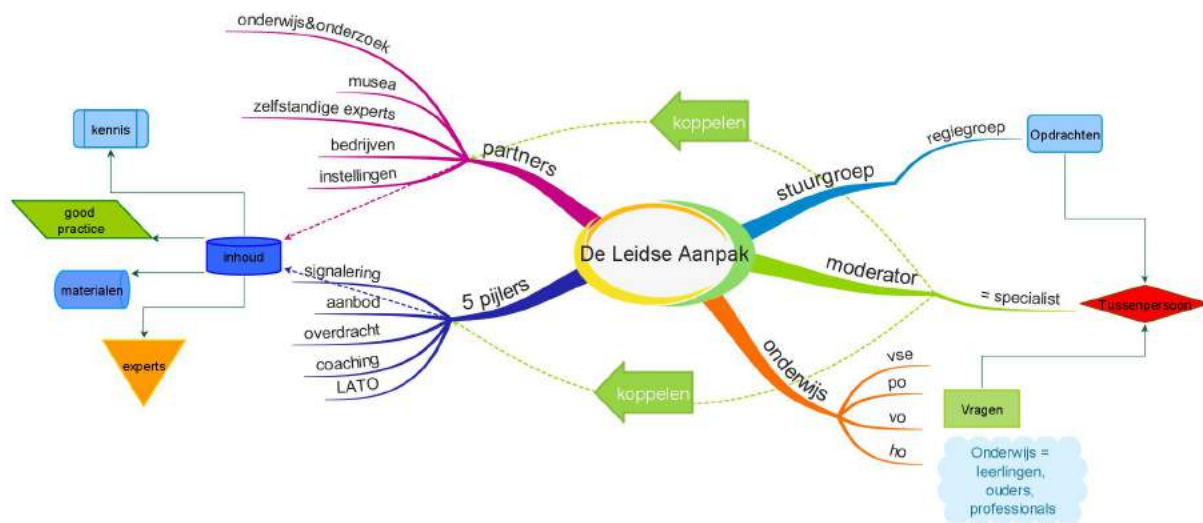 onderwijs&onderzoek
musea
zelfstandige experts
bedrijven
instellingen
partners
koppelen
stuurgroep
regiegroep
Opdrachten
kennis
good
practice
inhoud
materialen
experts
De Leidse Aanpak
moderator
= specialist
Tussenpersoon
5 pijlers
signalering
aanbod
overdracht
coaching
LATO
koppelen
onderwijs
vse
po
vo
ho
Vragen
Onderwijs =
leerlingen,
ouders,
professionals